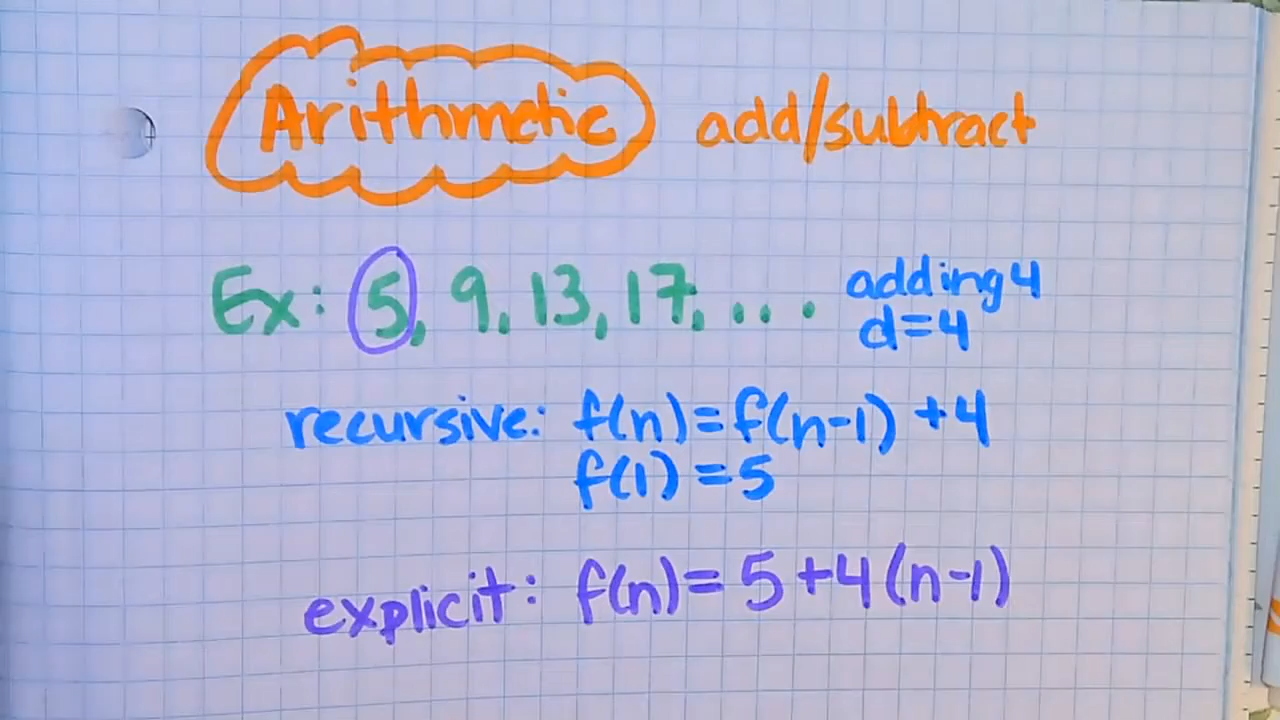 Arithmetic add/subtract
Ex: 5, 9, 13, 17, ... adding 4
d=4
recursive: f(n)=f(n-1) +4
f(1) = 5
explicit: f(n)= 5+4(n-1)